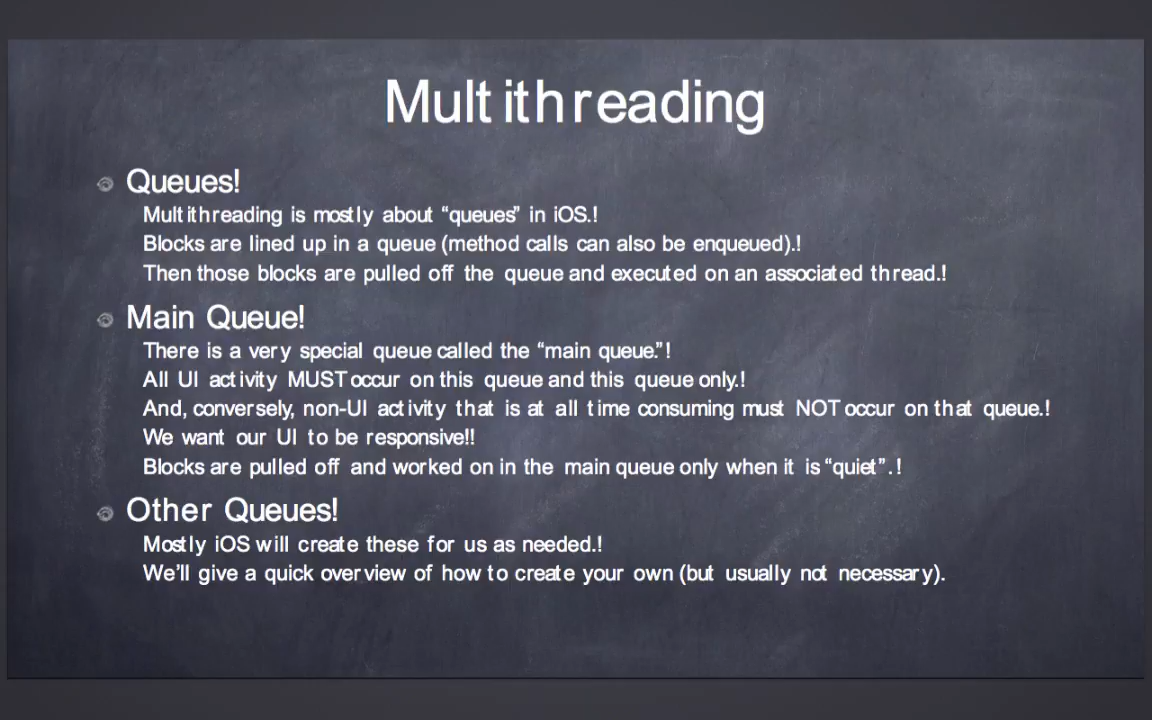 Multithreading
Queues!
Multithreading is mostly about “queues” in iOS.!
Blocks are lined up in a queue (method calls can also be enqueued).!
Then those blocks are pulled off the queue and executed on an associated thread.!
Main Queue!
There is a very special queue called the “main queue.”!
All UI activity MUST occur on this queue and this queue only.!
And, conversely, non-UI activity that is at all time consuming must NOT occur on that queue.!
We want our UI to be responsive!!
Blocks are pulled off and worked on in the main queue only when it is “quiet”.!
Other Queues!
Mostly iOS will create these for us as needed.!
We’ll give a quick overview of how to create your own (but usually not necessary).